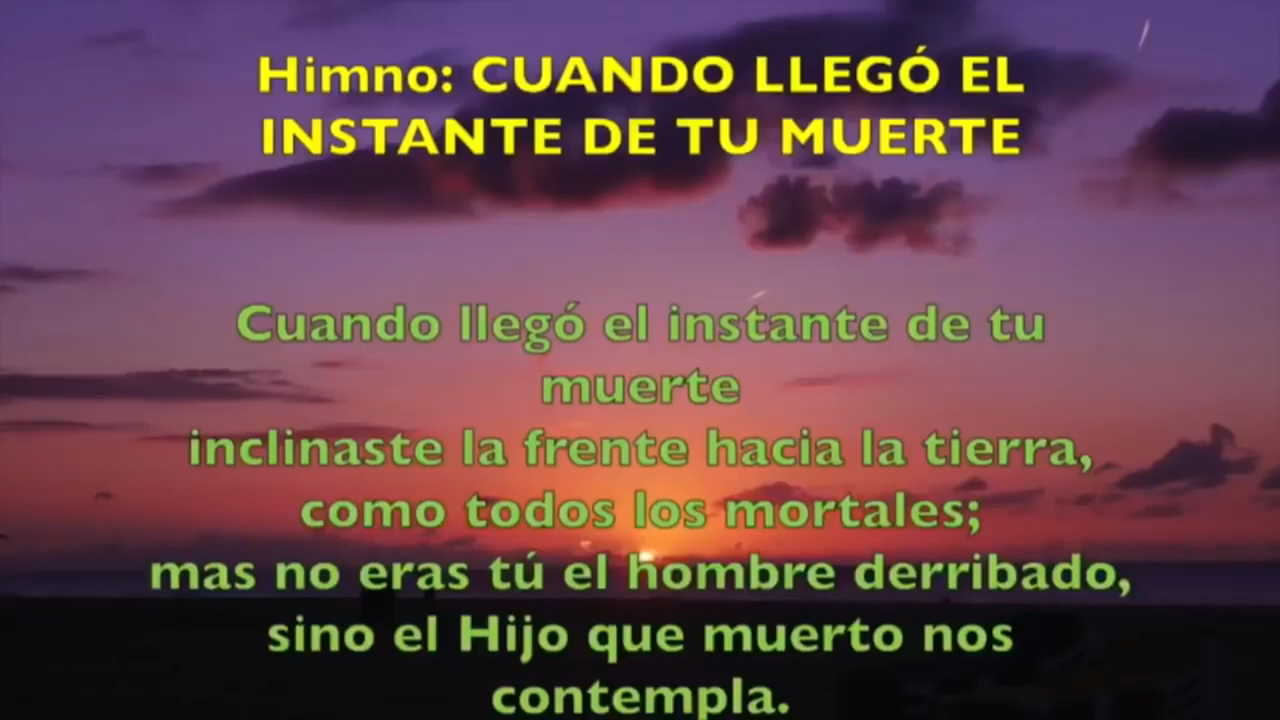 Himno: CUANDO LLEGÓ EL
INSTANTE DE TU MUERTE
Cuando llegó el instante de tu
muerte
inclinaste la frente hacia la tierra,
como todos los mortales;
mas no eras tú el hombre derribado,
sino el Hijo que muerto nos
contempla.